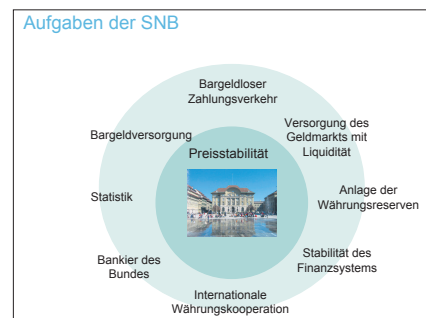 Aufgaben der SNB
Bargeldloser
Zahlungsverkehr
Versorgung des
Geldmarkts mit
Liquidität
Bargeldversorgung
Preisstabilität
Statistik
Anlage der
Währungsreserven
Bankier des
Bundes
Stabilität des
Finanzsystems
Internationale
Währungskooperation